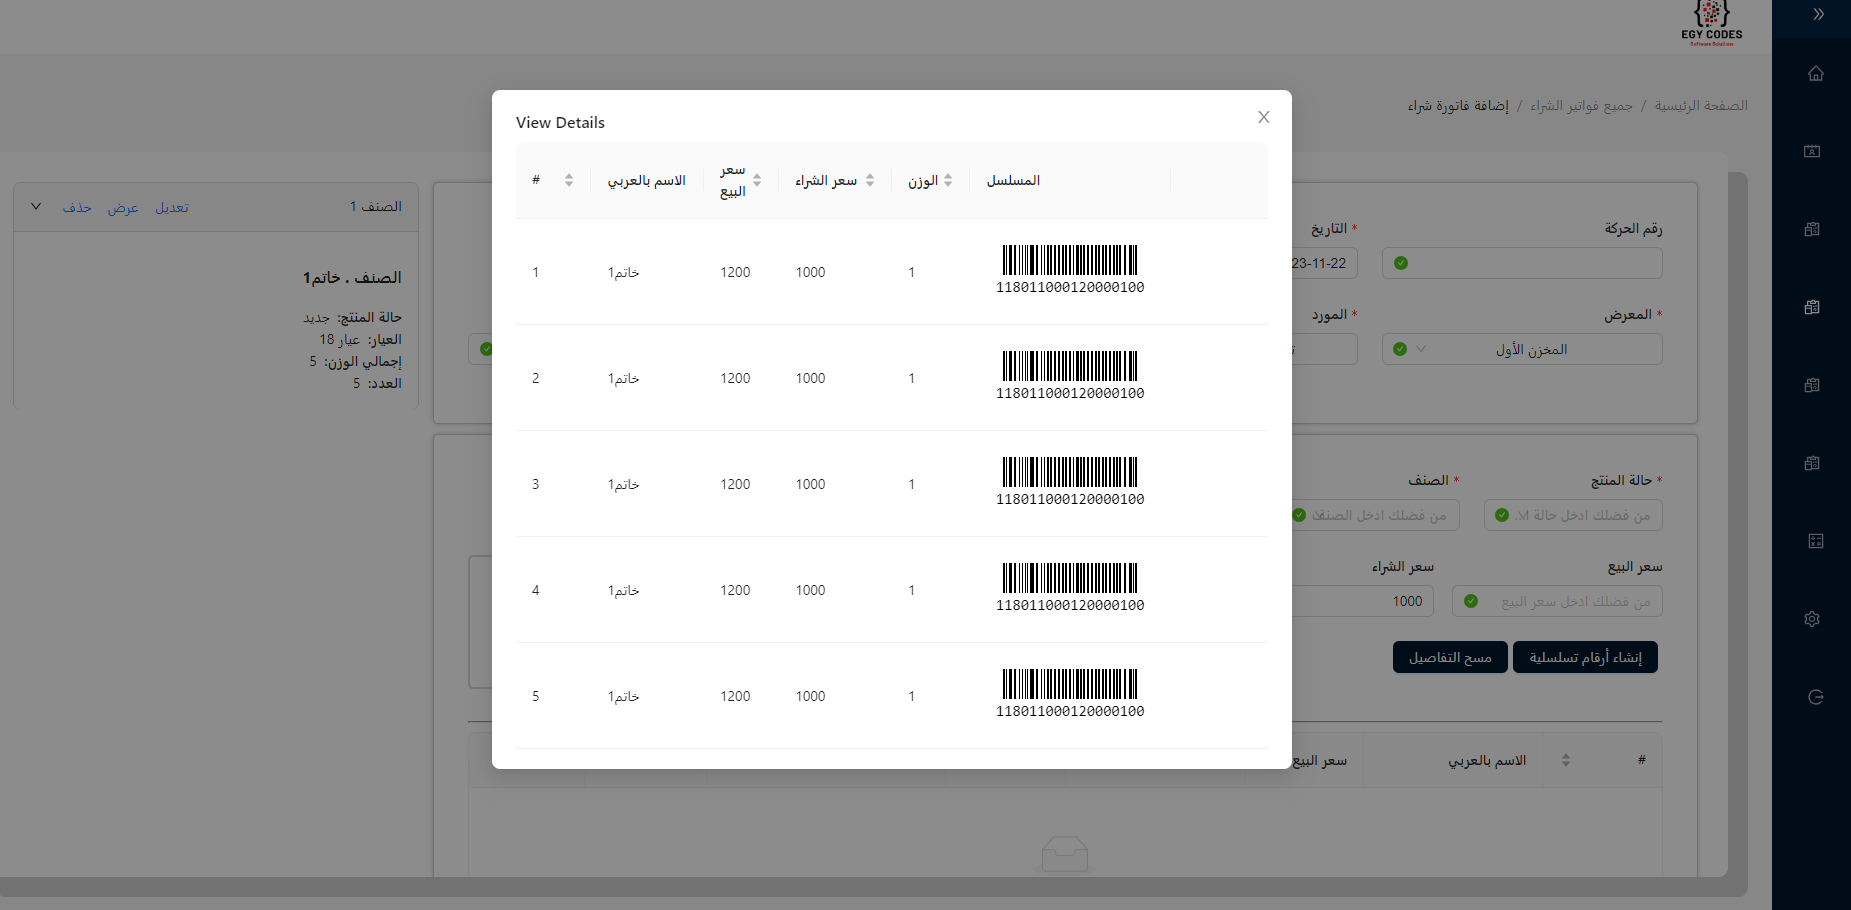 EGY CODES
Software Solutions
الصفحة الرئيسية / جميع فواتير الشراء / إضافة فاتورة شراء
View Details
# الاسم بالعربي سعر البيع سعر الشراء الوزن المسلسل
1 خاتم1 1200 1000 1 118011000120000100
2 خاتم1 1200 1000 1 118011000120000100
3 خاتم1 1200 1000 1 118011000120000100
4 خاتم1 1200 1000 1 118011000120000100
5 خاتم1 1200 1000 1 118011000120000100
رقم الحركة
* التاريخ
23-11-22
* المعرض
المخزن الأول
* المورد
* حالة المنتج
من فضلك ادخل حالة
* الصنف
من فضلك ادخل الصنف
سعر البيع
من فضلك ادخل سعر البيع
سعر الشراء
1000
إنشاء أرقام تسلسلية
مسح التفاصيل
# الاسم بالعربي سعر البيع
الصنف 1
تعديل عرض حذف
الصنف . خاتم1
حالة المنتج: جديد
العيار: عيار 18
إجمالي الوزن: 5
العدد: 5